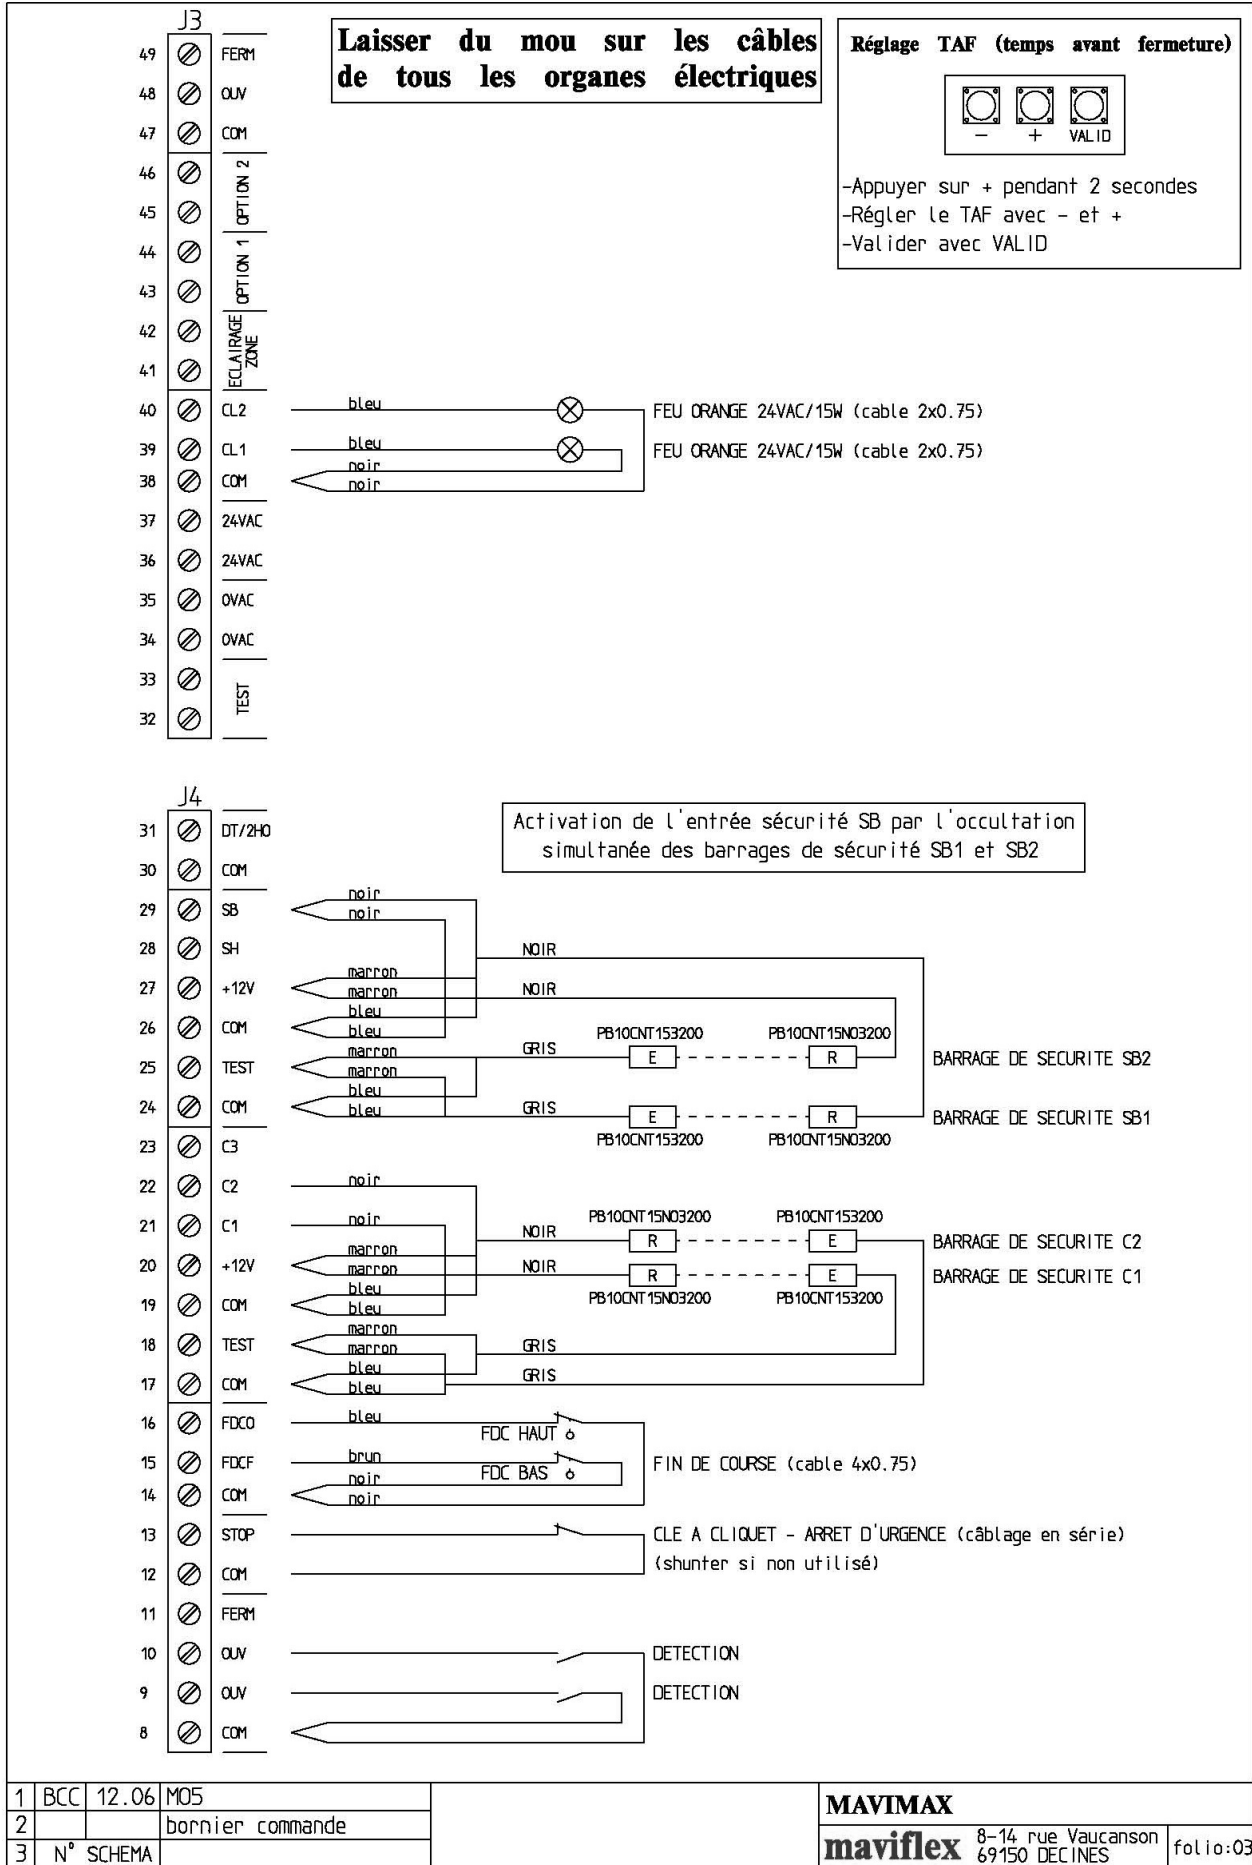 J3
Laisser du mou sur les câbles
de tous les organes électriques
Réglage TAF (temps avant fermeture)
- + VALID
-Appuyer sur + pendant 2 secondes
-Régler le TAF avec - et +
-Valider avec VALID
49 FERM
48 OUV
47 COM
46
45
OPTION 2
44
43
OPTION 1
42
41
ECLAIRAGE
ZONE
40 CL2 bleu FEU ORANGE 24VAC/15W (cable 2x0.75)
39 CL1 bleu FEU ORANGE 24VAC/15W (cable 2x0.75)
noir
38 COM noir
37 24VAC
36 24VAC
35 0VAC
34 0VAC
33
32
TEST
J4
Activation de l'entrée sécurité SB par l'occultation
simultanée des barrages de sécurité SB1 et SB2
31 DT/2HO
30 COM
noir
29 SB noir
28 SH NOIR
marron
27 +12V marron NOIR
bleu
26 COM bleu
PB10CNT153200 PB10CNT15N03200
marron GRIS E R BARRAGE DE SECURITE SB2
25 TEST marron
bleu
24 COM bleu GRIS E R BARRAGE DE SECURITE SB1
PB10CNT153200 PB10CNT15N03200
23 C3
22 C2 noir
PB10CNT15N03200 PB10CNT153200
21 C1 noir
NOIR R E BARRAGE DE SECURITE C2
marron
20 +12V marron NOIR R E BARRAGE DE SECURITE C1
PB10CNT15N03200 PB10CNT153200
bleu
19 COM bleu
marron
18 TEST marron GRIS
bleu
17 COM bleu GRIS
16 FDCO bleu FDC HAUT
15 FDCF brun FDC BAS FIN DE COURSE (cable 4x0.75)
noir
14 COM noir
13 STOP CLE A CLIQUET - ARRET D'URGENCE (câblage en série)
(shunter si non utilisé)
12 COM
11 FERM
10 OUV DETECTION
9 OUV DETECTION
8 COM
1 BCC 12.06 MO5
2 bornier commande
3 N° SCHEMA
MAVIMAX
maviflex 8-14 rue Vaucanson
69150 DECINES
folio:03